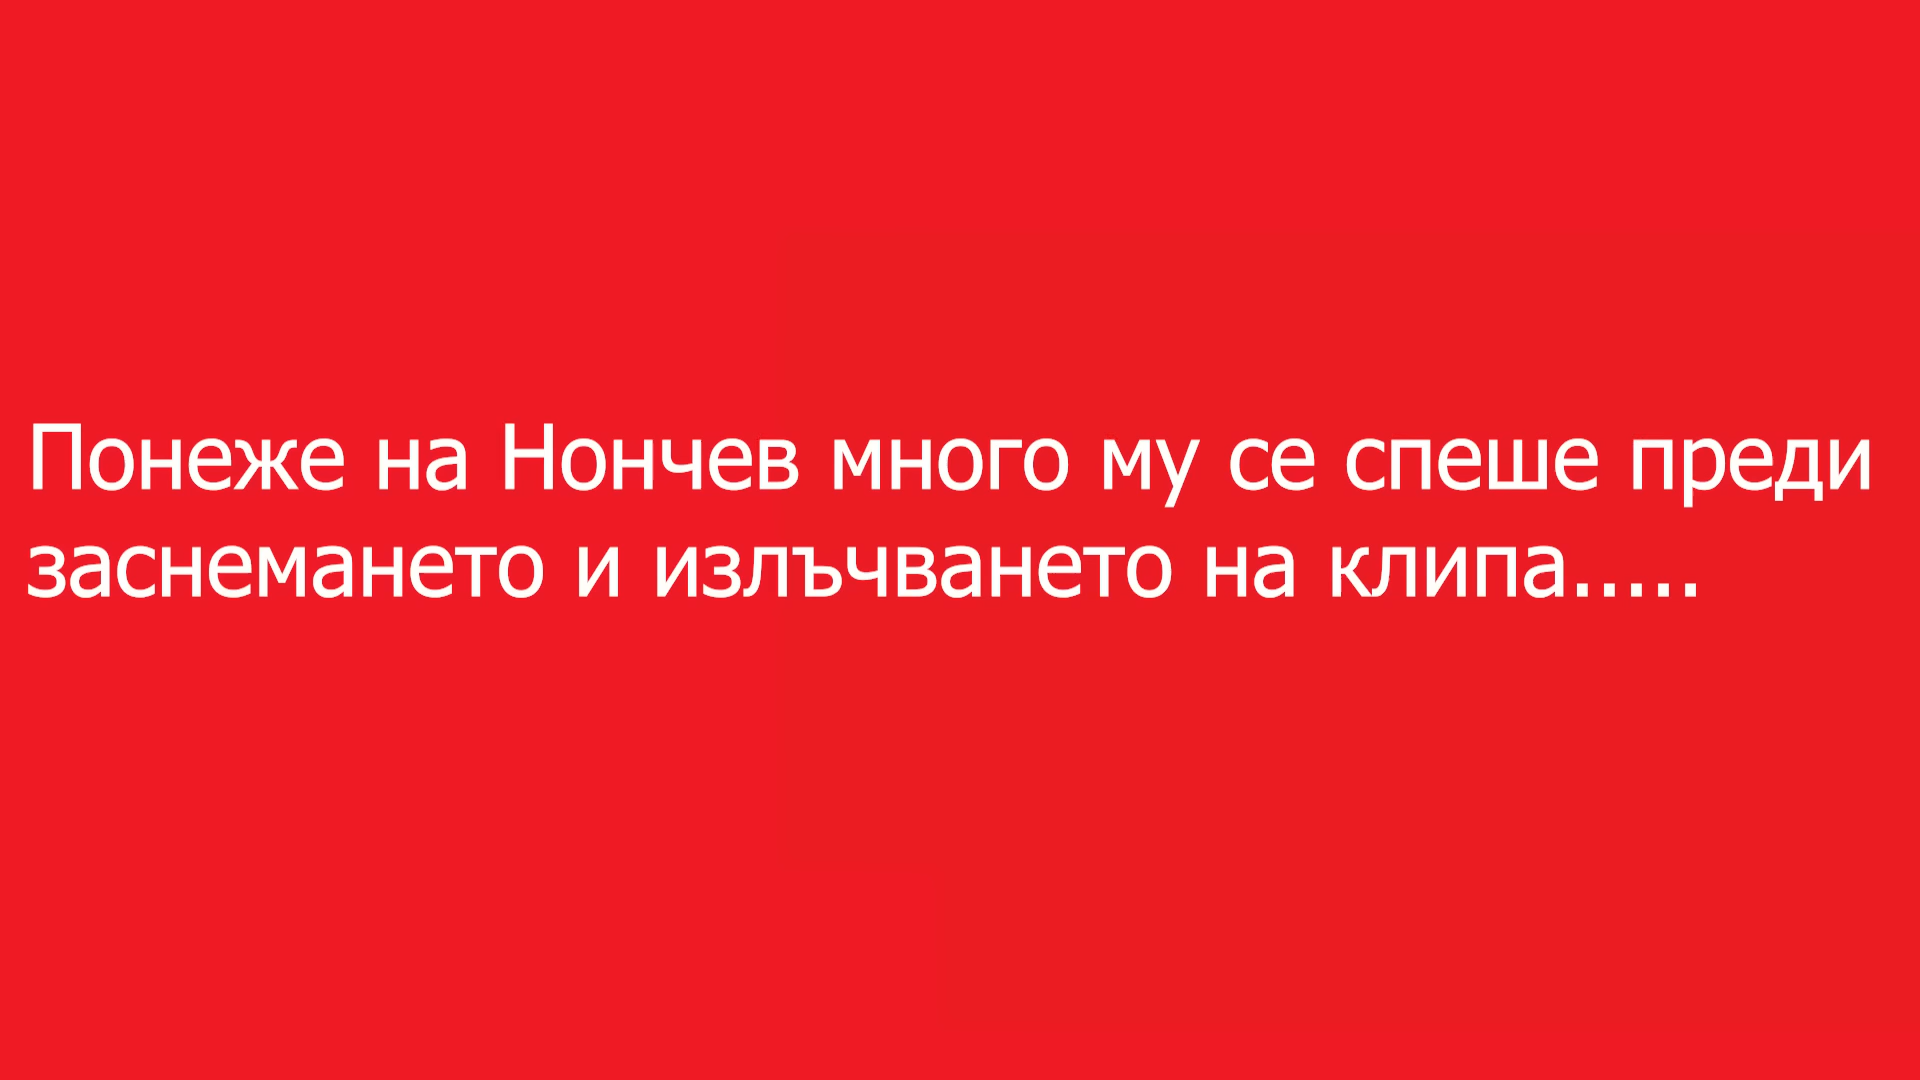 Понеже на Нончев много му се спеше преди
заснемането и излъчването на клипа.....